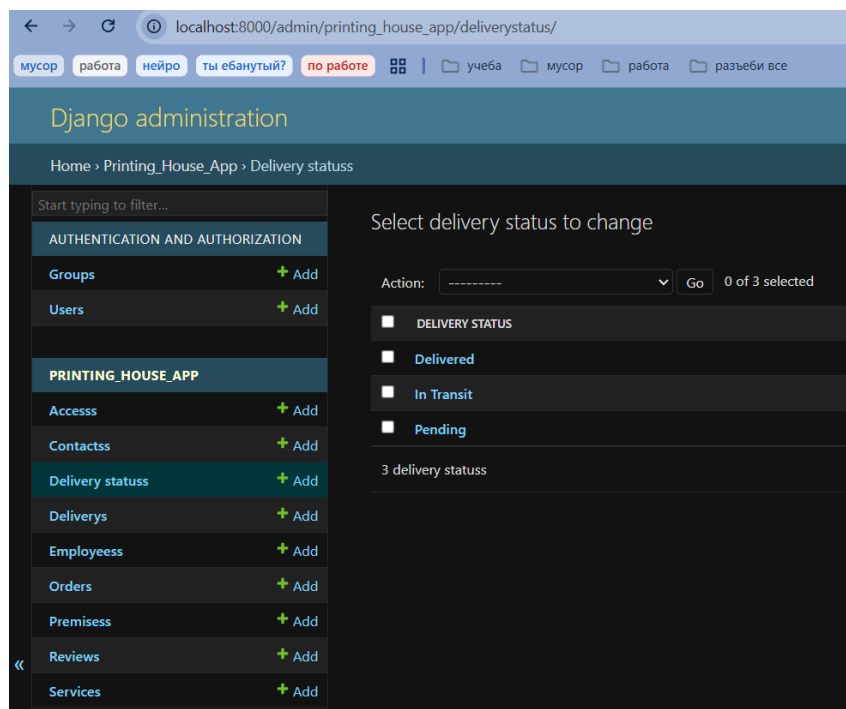 localhost:8000/admin/printing_house_app/deliverystatus/
мусор работа нейро ты ебанутый? по работе учеба мусор работа разъеби все
Django administration
Home › Printing_House_App › Delivery statuss
Start typing to filter...
AUTHENTICATION AND AUTHORIZATION
Groups + Add
Users + Add
PRINTING_HOUSE_APP
Accesss + Add
Contactss + Add
Delivery statuss + Add
Deliverys + Add
Employeess + Add
Orders + Add
Premisess + Add
Reviews + Add
Services + Add
«
Select delivery status to change
Action: --------- Go 0 of 3 selected
DELIVERY STATUS
Delivered
In Transit
Pending
3 delivery statuss